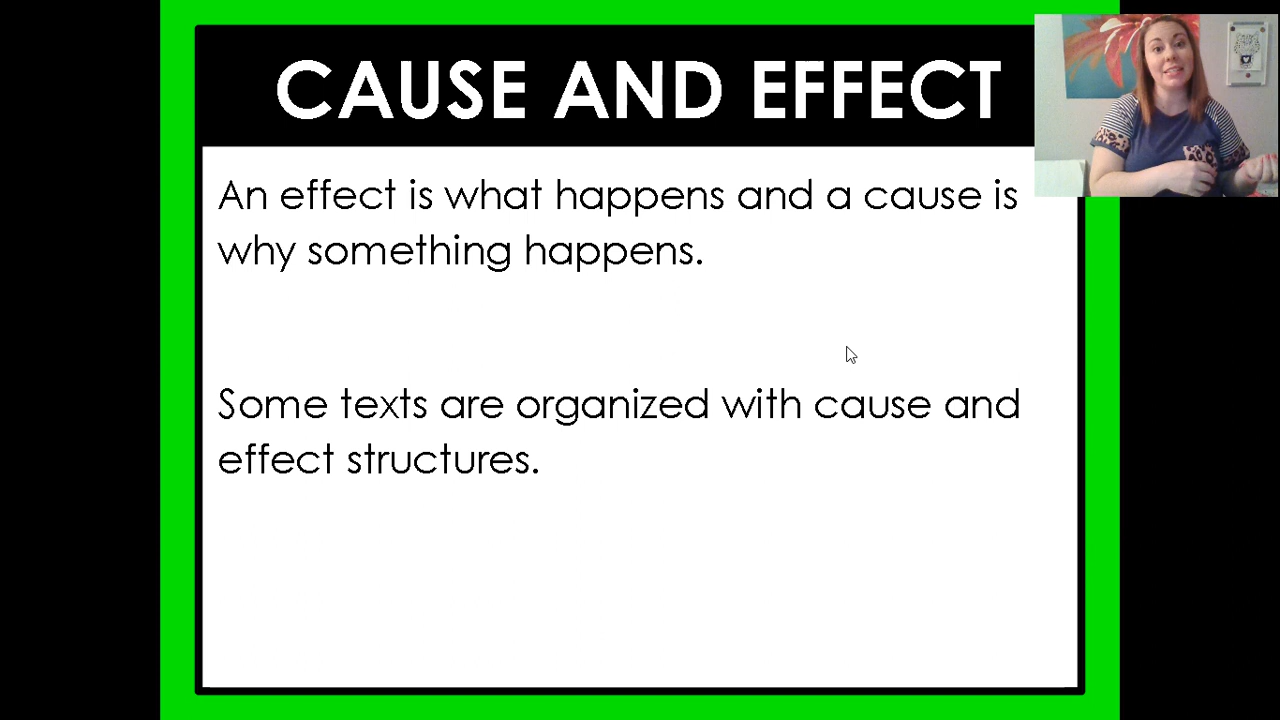 CAUSE AND EFFECT
An effect is what happens and a cause is
why something happens.
Some texts are organized with cause and
effect structures.